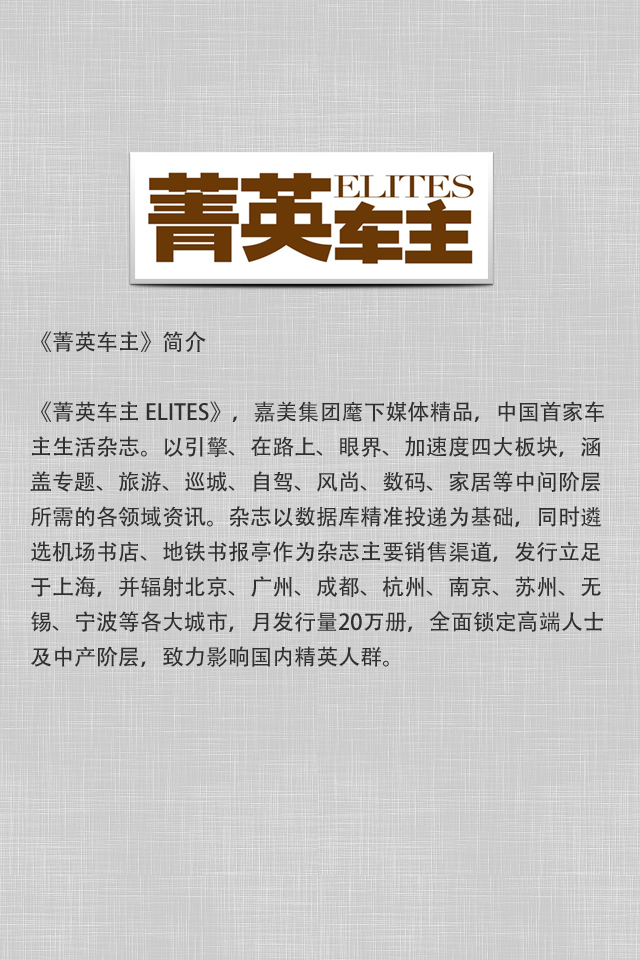 菁英车主 ELITES
《菁英车主》简介
《菁英车主 ELITES》，嘉美集团麾下媒体精品，中国首家车
主生活杂志。以引擎、在路上、眼界、加速度四大板块，涵
盖专题、旅游、巡城、自驾、风尚、数码、家居等中间阶层
所需的各领域资讯。杂志以数据库精准投递为基础，同时遴
选机场书店、地铁书报亭作为杂志主要销售渠道，发行立足
于上海，并辐射北京、广州、成都、杭州、南京、苏州、无
锡、宁波等各大城市，月发行量20万册，全面锁定高端人士
及中产阶层，致力影响国内精英人群。